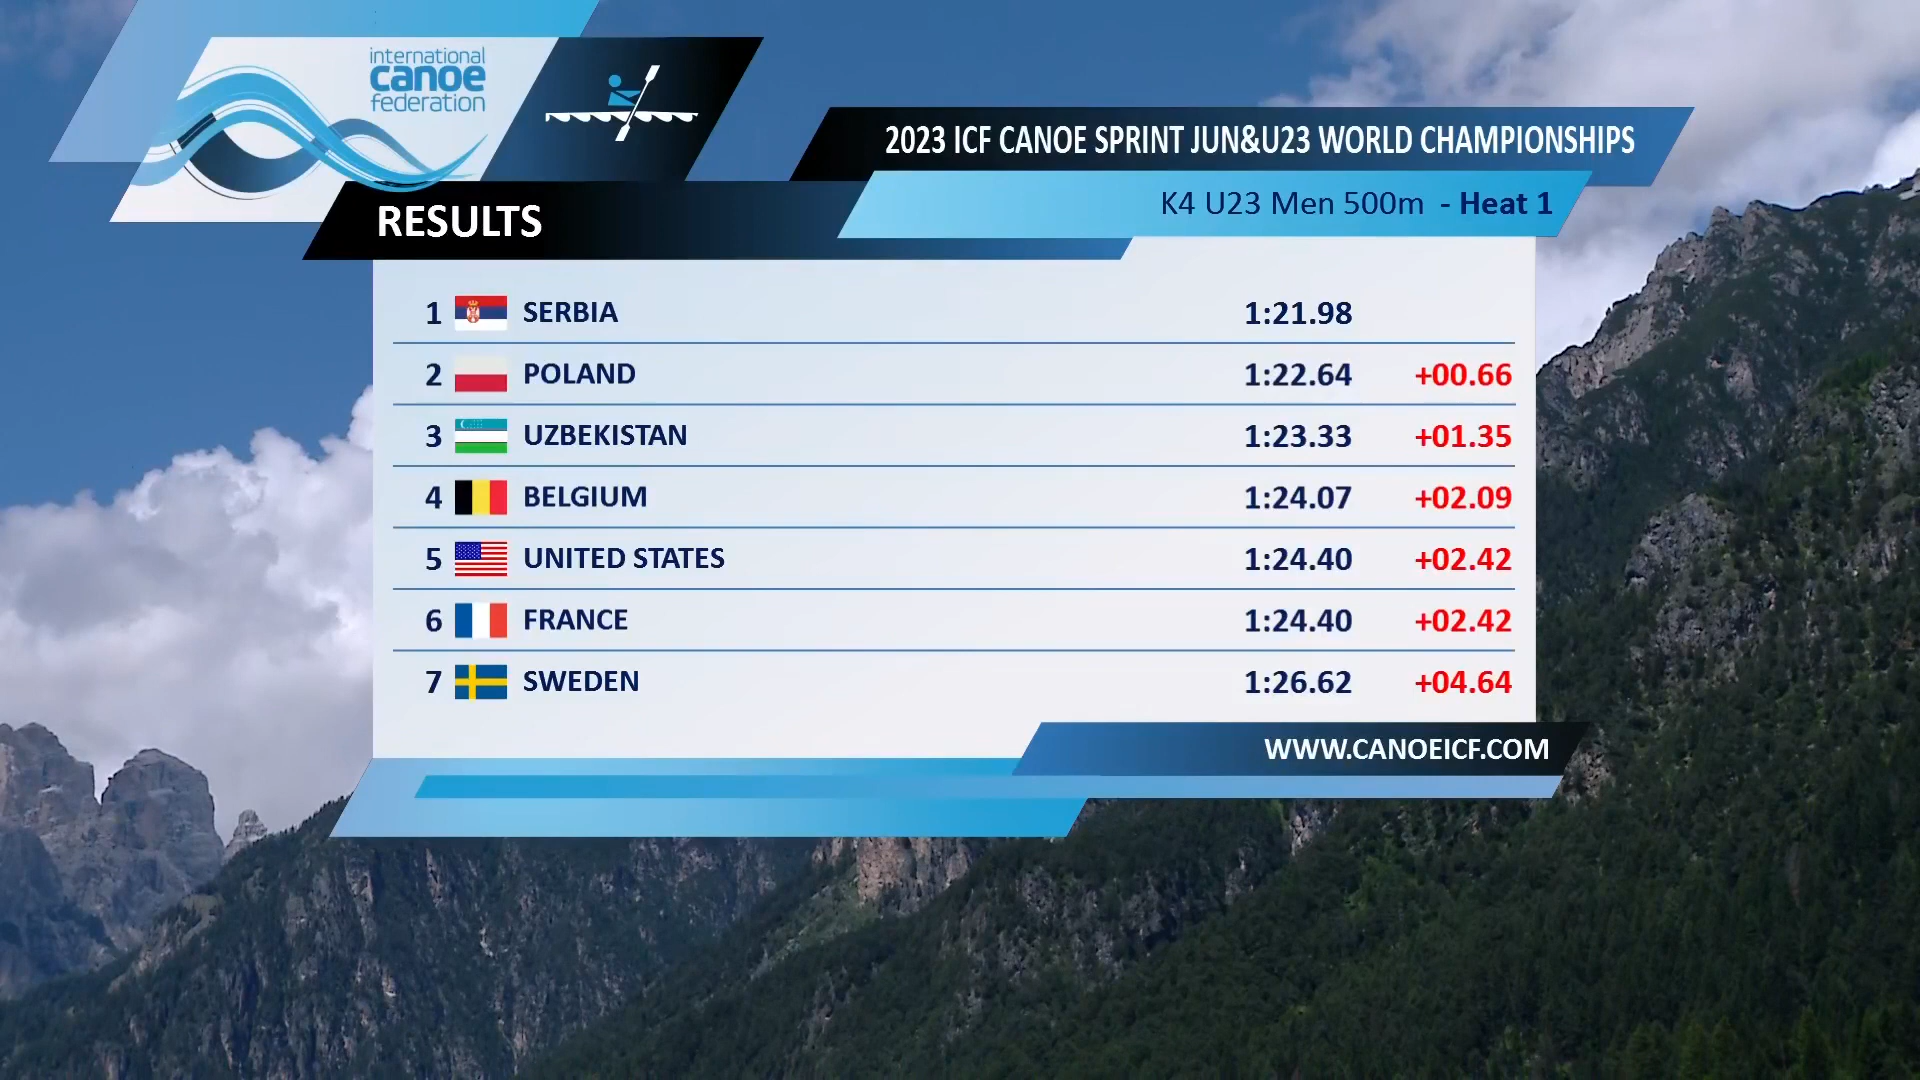 international
canoe
federation
2023 ICF CANOE SPRINT JUN&U23 WORLD CHAMPIONSHIPS
K4 U23 Men 500m - Heat 1
RESULTS
1 SERBIA 1:21.98
2 POLAND 1:22.64 +00.66
3 UZBEKISTAN 1:23.33 +01.35
4 BELGIUM 1:24.07 +02.09
5 UNITED STATES 1:24.40 +02.42
6 FRANCE 1:24.40 +02.42
7 SWEDEN 1:26.62 +04.64
WWW.CANOEICF.COM